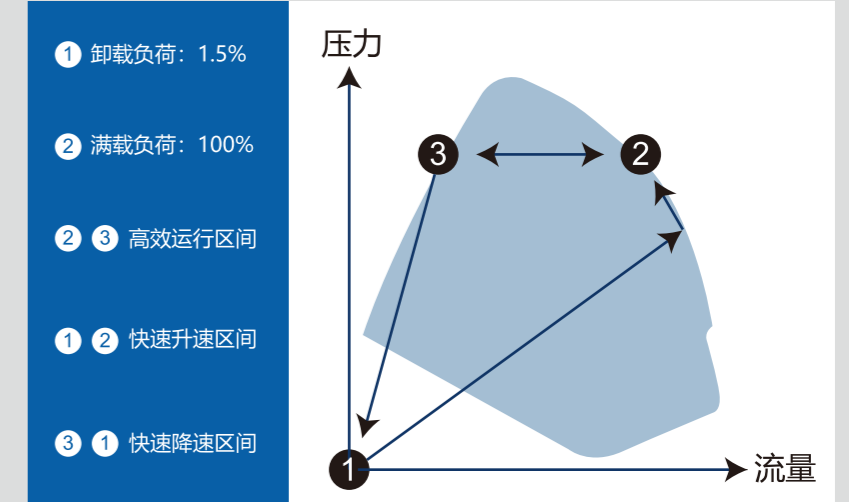 1 卸载负荷：1.5%
2 满载负荷：100%
2 3 高效运行区间
1 2 快速升速区间
3 1 快速降速区间
压力
3
2
1
流量